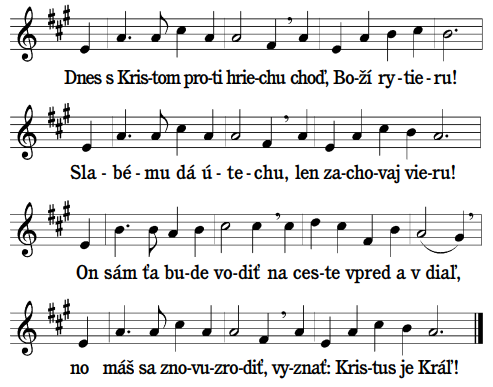 Dnes s Kris-tom pro-ti hrie-chu choď, Bo-ží ry-tie-ru!
Sla-bé-mu dá ú-te-chu, len za-cho-vaj vie-ru!
On sám ťa bu-de vo-diť na ces-te vpred a v diaľ,
no máš sa zno-vu-zro-diť, vy-znať: Kris-tus je Kráľ!